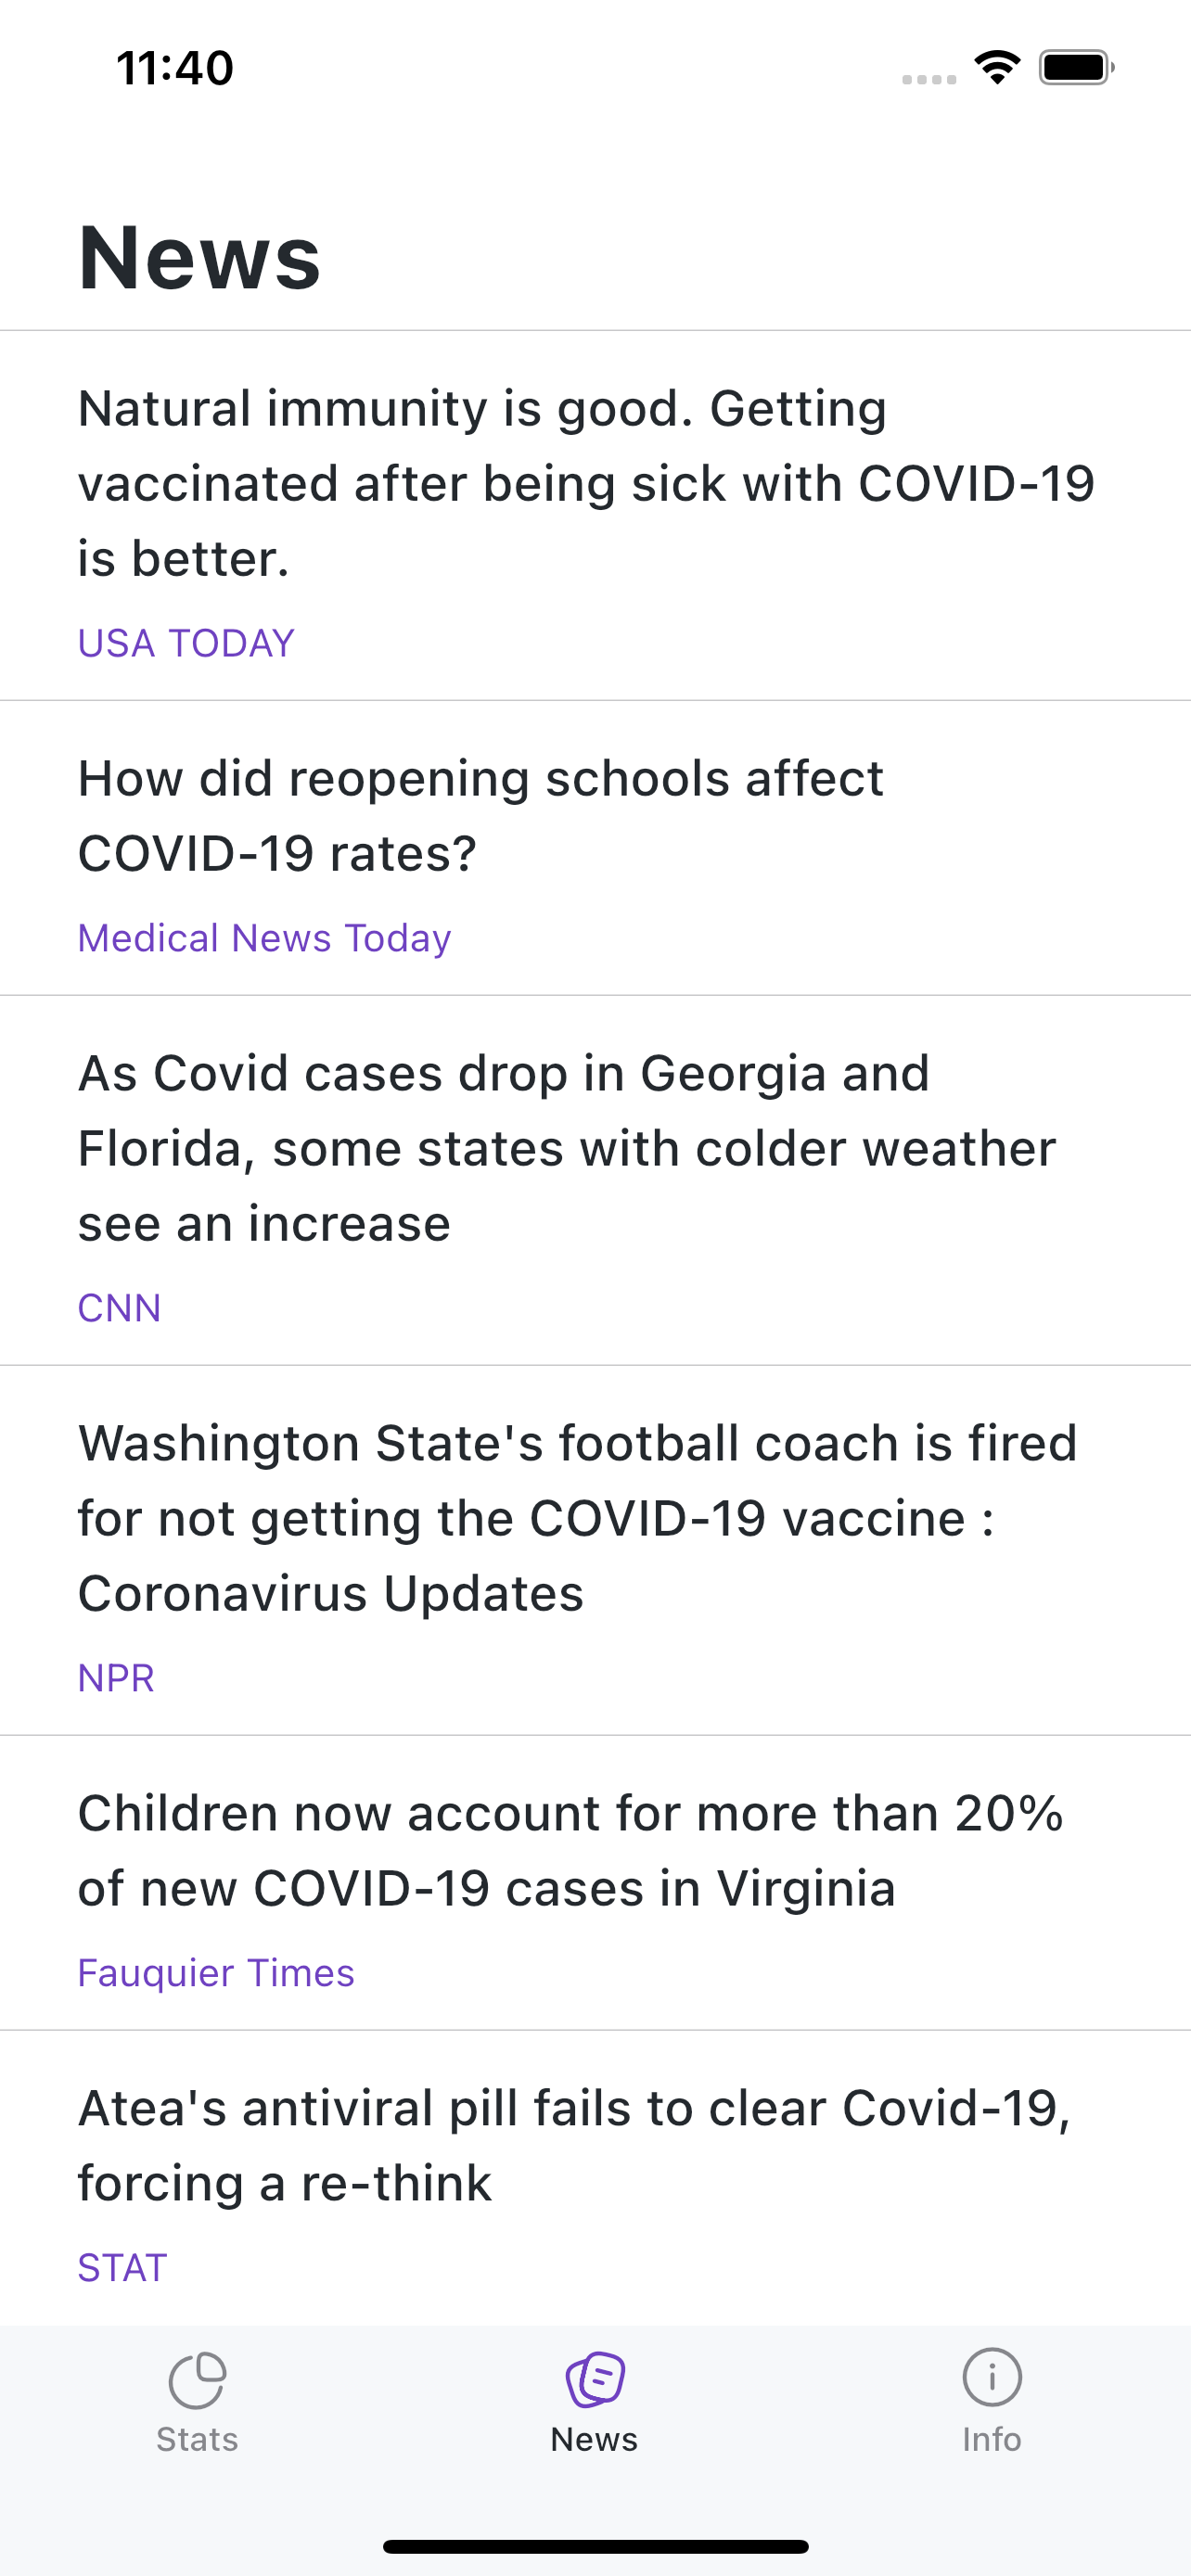 11:40
News
Natural immunity is good. Getting
vaccinated after being sick with COVID-19
is better.
USA TODAY
How did reopening schools affect
COVID-19 rates?
Medical News Today
As Covid cases drop in Georgia and
Florida, some states with colder weather
see an increase
CNN
Washington State's football coach is fired
for not getting the COVID-19 vaccine :
Coronavirus Updates
NPR
Children now account for more than 20%
of new COVID-19 cases in Virginia
Fauquier Times
Atea's antiviral pill fails to clear Covid-19,
forcing a re-think
STAT
Stats
News
Info